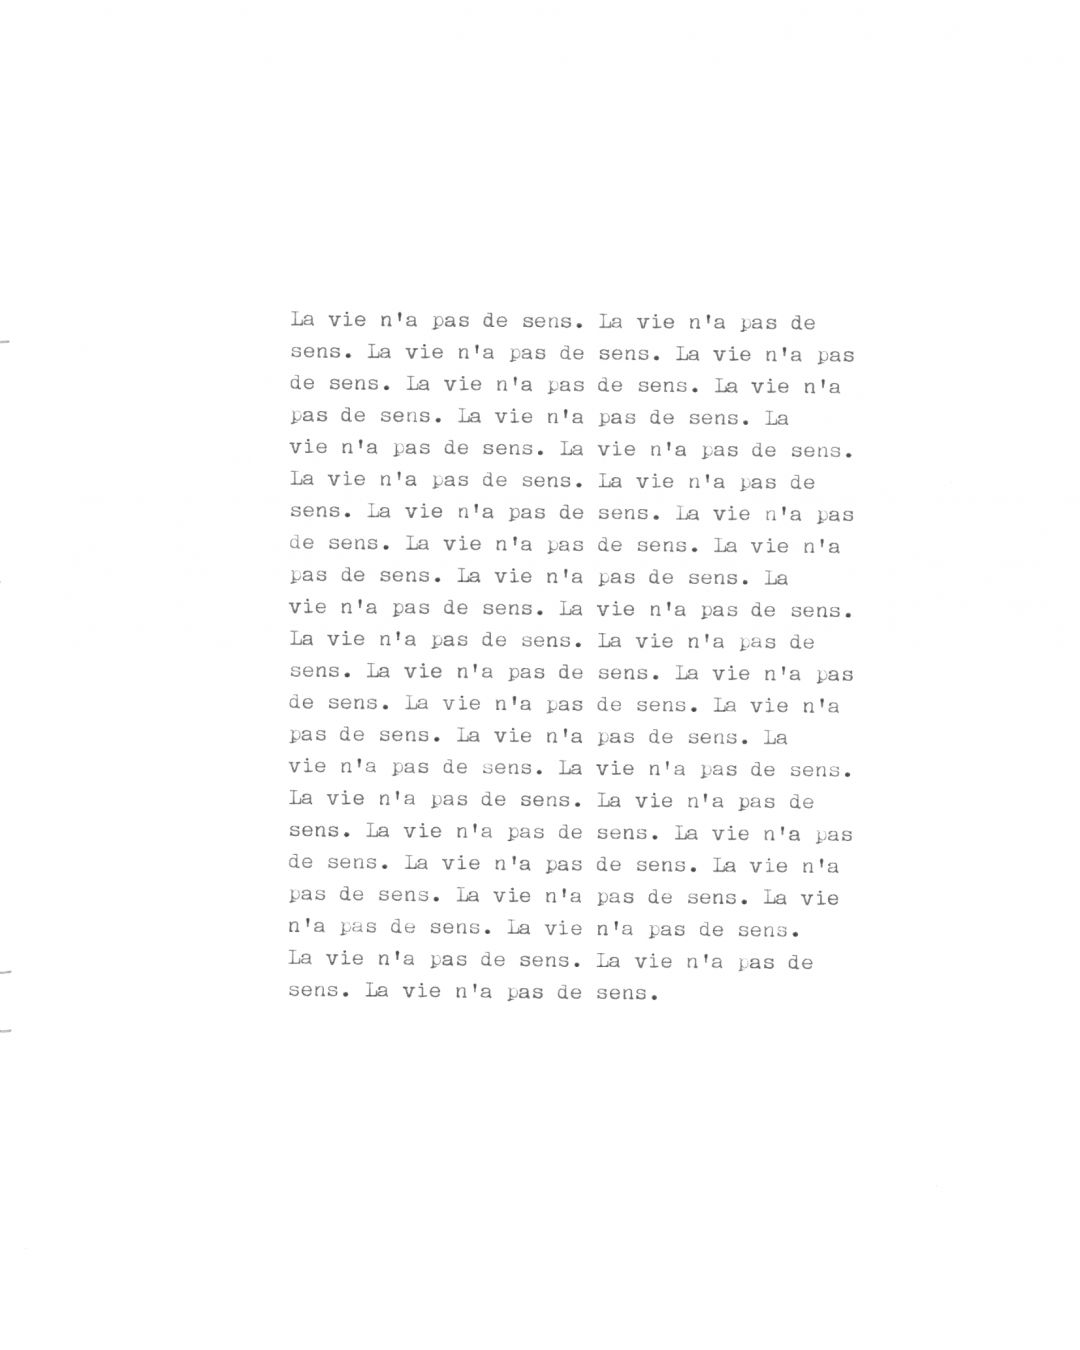 La vie n'a pas de sens. La vie n'a pas de
sens. La vie n'a pas de sens. La vie n'a pas
de sens. La vie n'a pas de sens. La vie n'a
pas de sens. La vie n'a pas de sens. La
vie n'a pas de sens. La vie n'a pas de sens.
La vie n'a pas de sens. La vie n'a pas de
sens. La vie n'a pas de sens. La vie n'a pas
de sens. La vie n'a pas de sens. La vie n'a
pas de sens. La vie n'a pas de sens. La
vie n'a pas de sens. La vie n'a pas de sens.
La vie n'a pas de sens. La vie n'a pas de
sens. La vie n'a pas de sens. La vie n'a pas
de sens. La vie n'a pas de sens. La vie n'a
pas de sens. La vie n'a pas de sens. La
vie n'a pas de sens. La vie n'a pas de sens.
La vie n'a pas de sens. La vie n'a pas de
sens. La vie n'a pas de sens. La vie n'a pas
de sens. La vie n'a pas de sens. La vie n'a
pas de sens. La vie n'a pas de sens. La vie
n'a pas de sens. La vie n'a pas de sens.
La vie n'a pas de sens. La vie n'a pas de
sens. La vie n'a pas de sens.